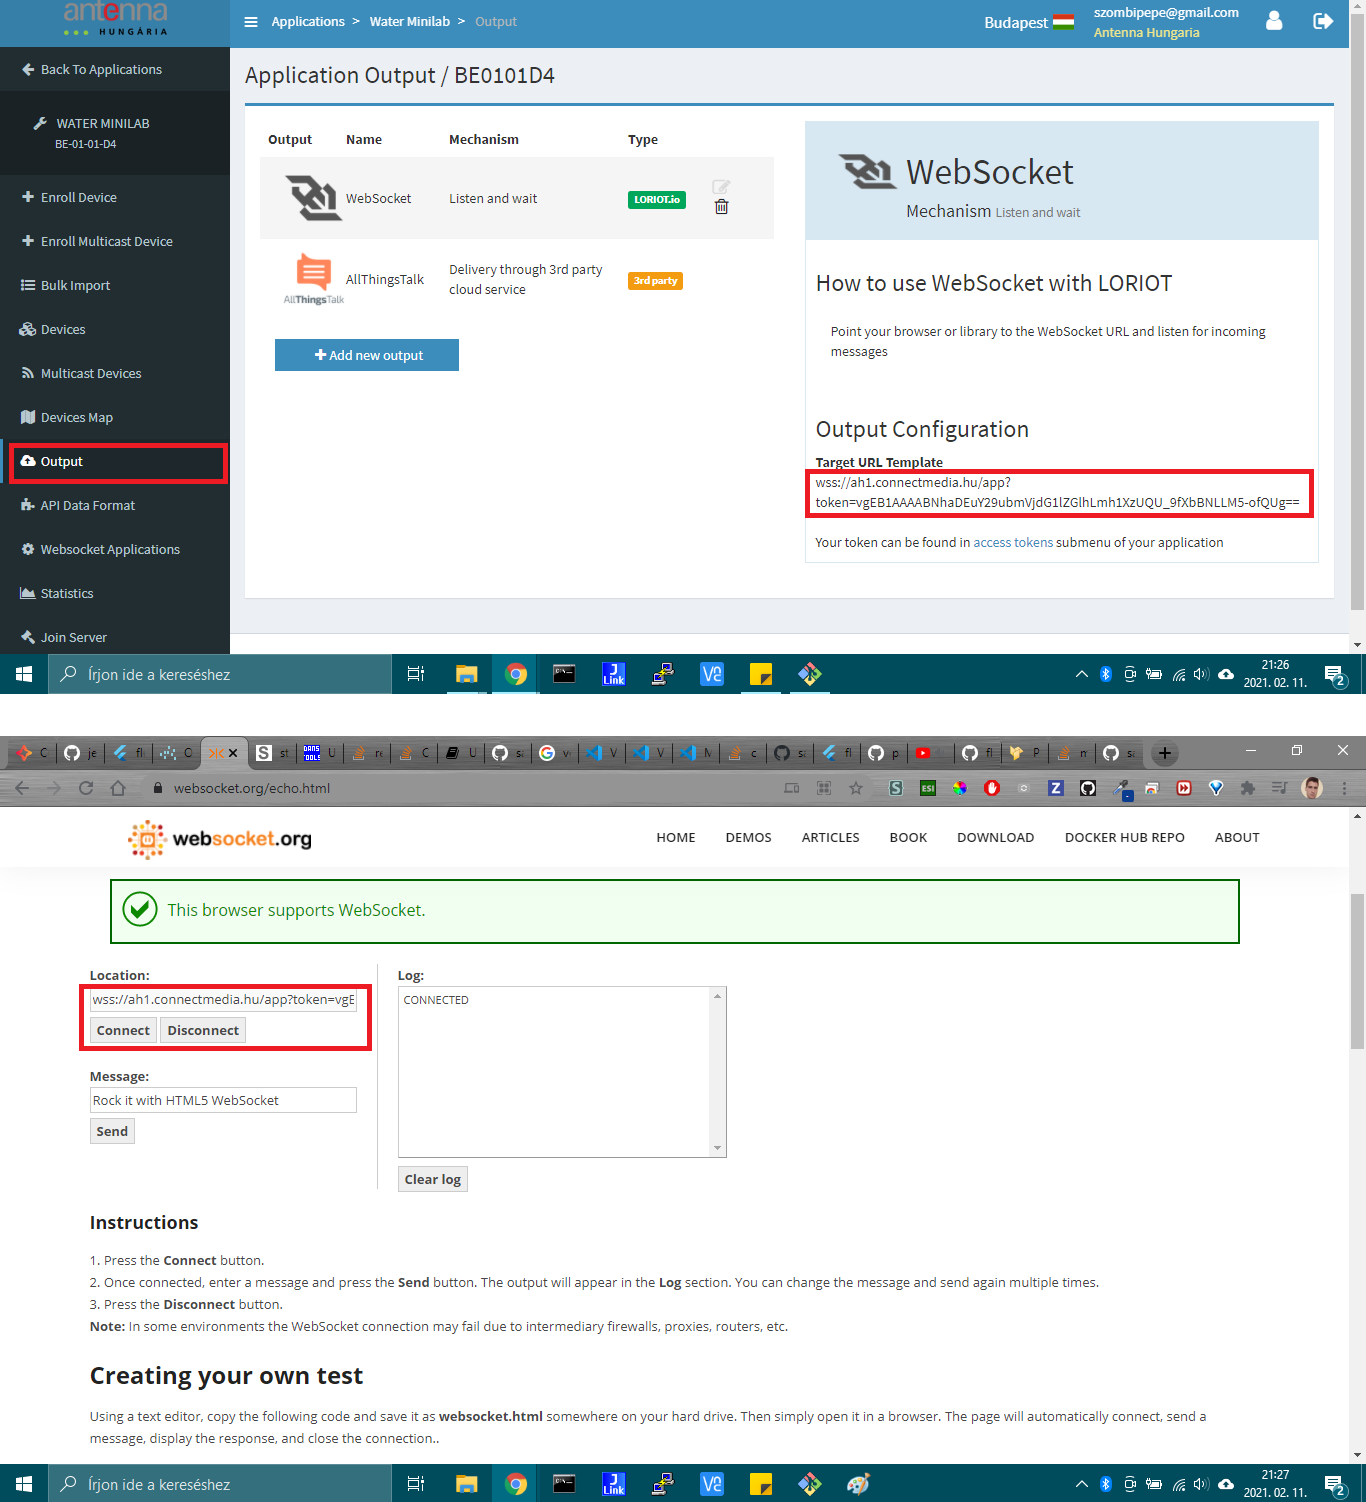 antenna
HUNGÁRIA
Applications > Water Minilab > Output
Budapest
szombipepe@gmail.com
Antenna Hungaria
Back To Applications
WATER MINILAB
BE-01-01-D4
Enroll Device
Enroll Multicast Device
Bulk Import
Devices
Multicast Devices
Devices Map
Output
API Data Format
Websocket Applications
Statistics
Join Server
Application Output / BE0101D4
Output Name Mechanism Type
WebSocket Listen and wait LORIOT.io
AllThingsTalk
AllThingsTalk Delivery through 3rd party
cloud service
3rd party
Add new output
WebSocket
Mechanism Listen and wait
How to use WebSocket with LORIOT
Point your browser or library to the WebSocket URL and listen for incoming
messages
Output Configuration
Target URL Template
wss://ah1.connectmedia.hu/app?
token=vgEB1AAAABNhaDEuY29ubmVjdG1lZGlhLmh1XzUQU_9fXbBNLLM5-ofQUg==
Your token can be found in access tokens submenu of your application
Írjon ide a kereséshez
J
Link
21:26
2021. 02. 11.
2
websocket.org/echo.html
websocket.org
HOME DEMOS ARTICLES BOOK DOWNLOAD DOCKER HUB REPO ABOUT
This browser supports WebSocket.
Location:
wss://ah1.connectmedia.hu/app?token=vgE
Connect Disconnect
Message:
Rock it with HTML5 WebSocket
Send
Log:
CONNECTED
Clear log
Instructions
1. Press the Connect button.
2. Once connected, enter a message and press the Send button. The output will appear in the Log section. You can change the message and send again multiple times.
3. Press the Disconnect button.
Note: In some environments the WebSocket connection may fail due to intermediary firewalls, proxies, routers, etc.
Creating your own test
Using a text editor, copy the following code and save it as websocket.html somewhere on your hard drive. Then simply open it in a browser. The page will automatically connect, send a
message, display the response, and close the connection..
Írjon ide a kereséshez
J
Link
21:27
2021. 02. 11.
2